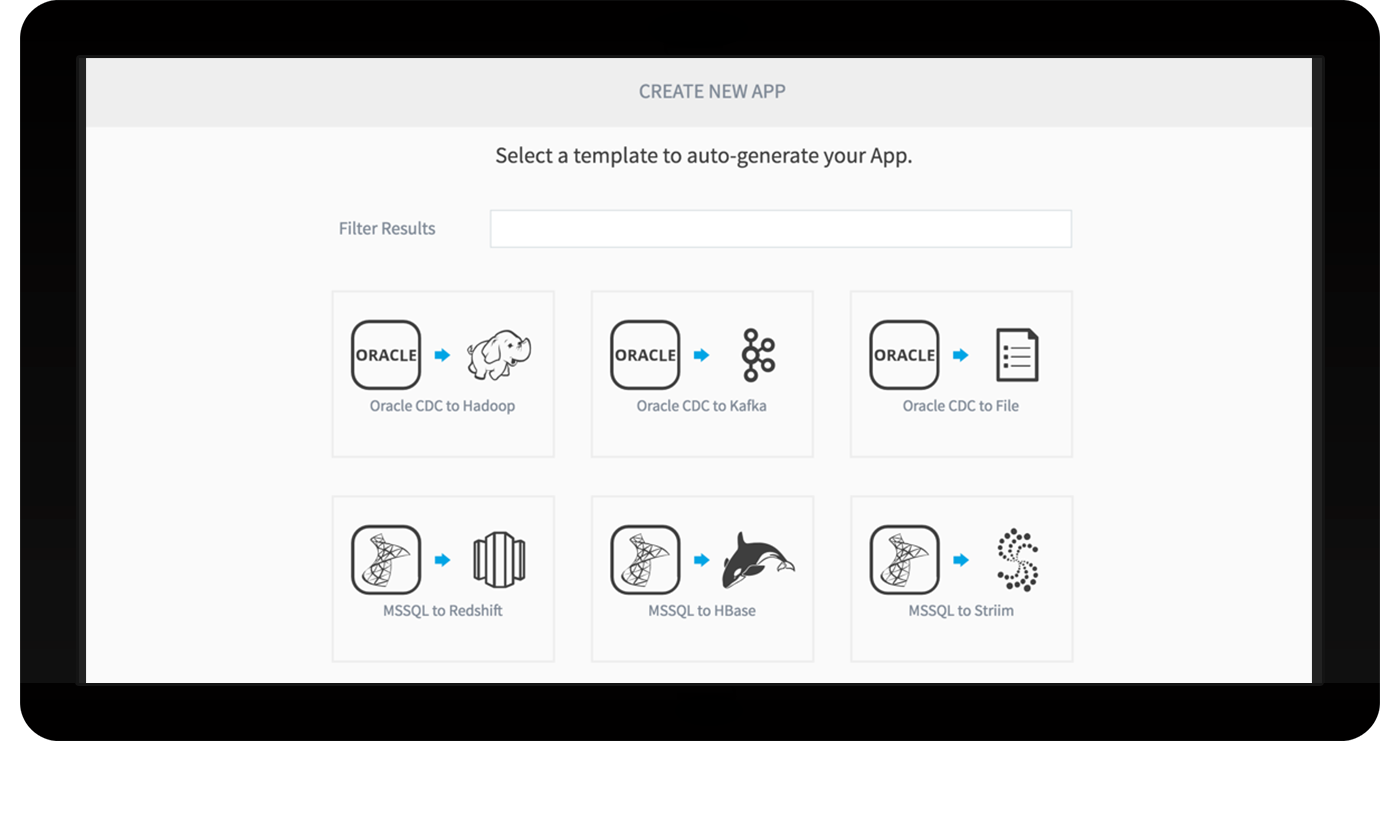 CREATE NEW APP
Select a template to auto-generate your App.
Filter Results
ORACLE
Oracle CDC to Hadoop
ORACLE
Oracle CDC to Kafka
ORACLE
Oracle CDC to File
MSSQL to Redshift
MSSQL to HBase
MSSQL to Striim